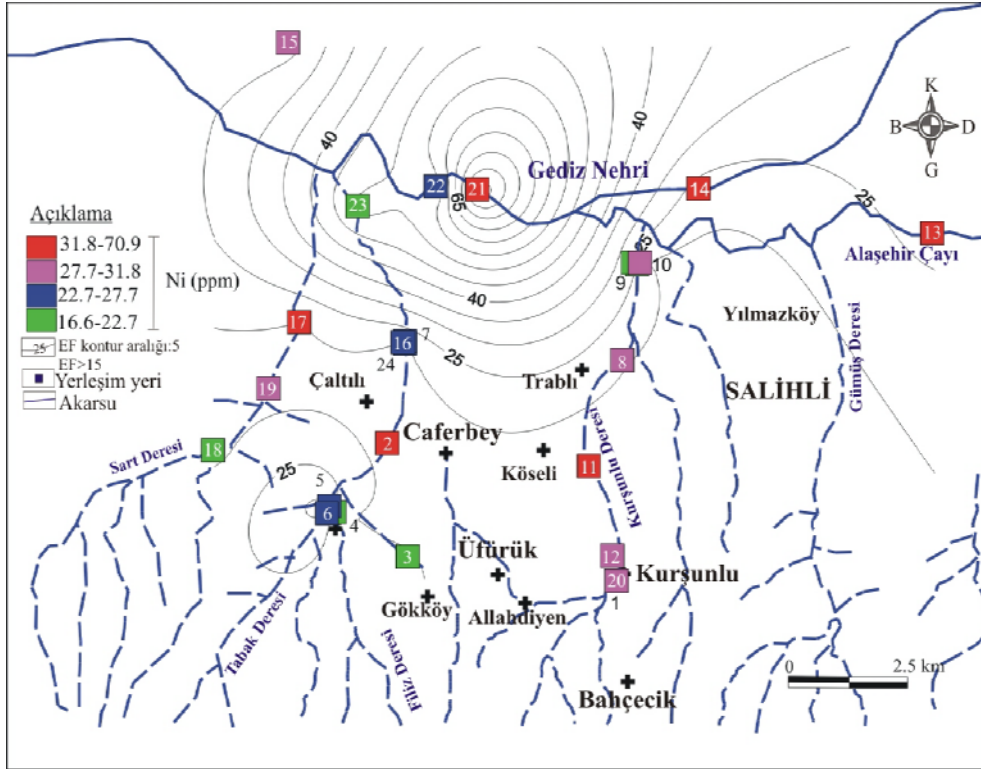 15
K
B
D
G
40
40
22
21
65
Gediz Nehri
14
23
25
13
Alaşehir Çayı
Açıklama
31.8-70.9
27.7-31.8
22.7-27.7
16.6-22.7
Ni (ppm)
25
EF kontur aralığı:5
EF>15
Yerleşim yeri
Akarsu
25
9
10
40
17
16
7
24
25
Yılmazköy
Trablı
8
SALİHLİ
Gümüş Deresi
19
Çaltılı
18
Sart Deresi
2
Caferbey
Köseli
11
Kurşunlu Deresi
25
5
6
4
3
Üfürük
12
20
Kurşunlu
1
Gökköy
Allahdiyen
Tabak Deresi
Filiz Deresi
Bahçecik
0
2.5 km